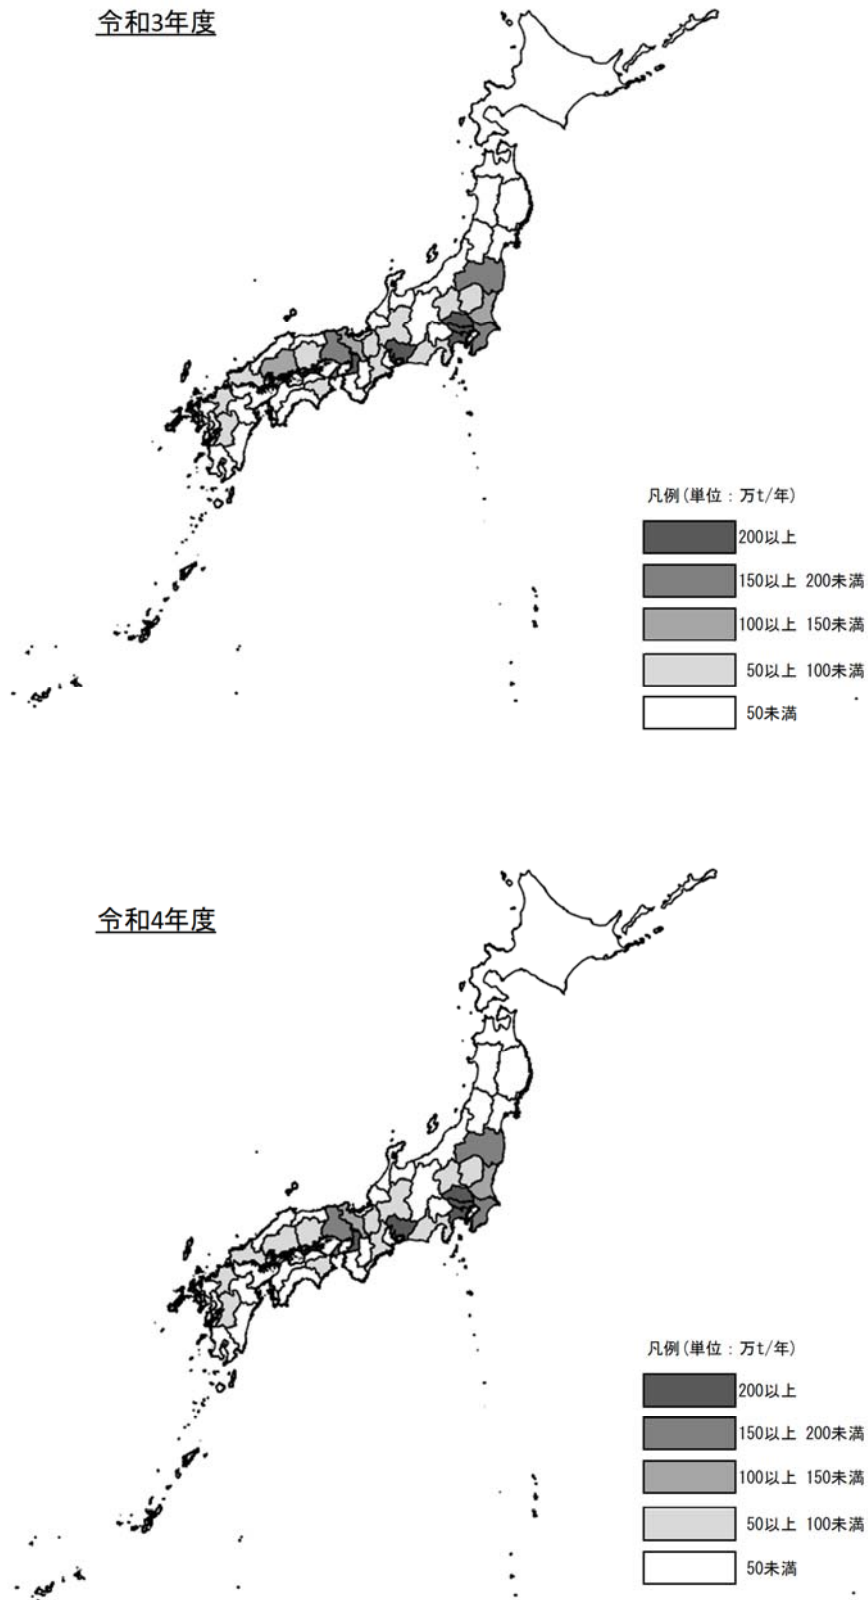 令和3年度
凡例(単位：万t/年)
200以上
150以上 200未満
100以上 150未満
50以上 100未満
50未満
令和4年度
凡例(単位：万t/年)
200以上
150以上 200未満
100以上 150未満
50以上 100未満
50未満